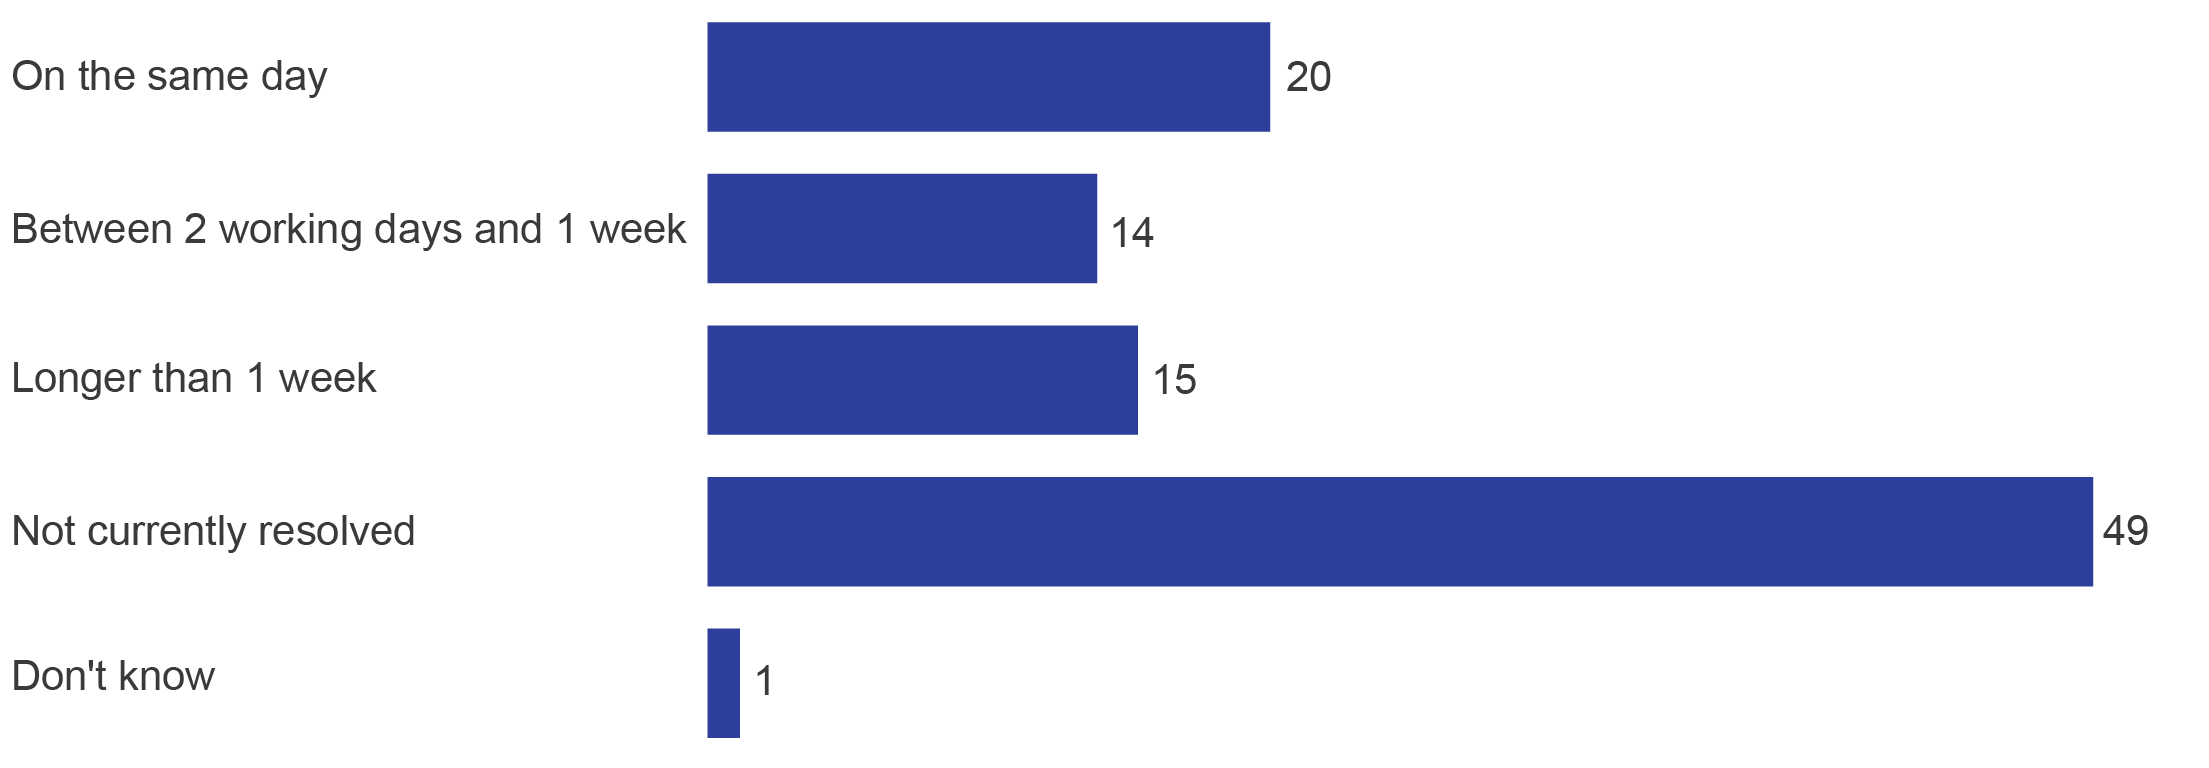 On the same day 20
Between 2 working days and 1 week 14
Longer than 1 week 15
Not currently resolved 49
Don't know 1